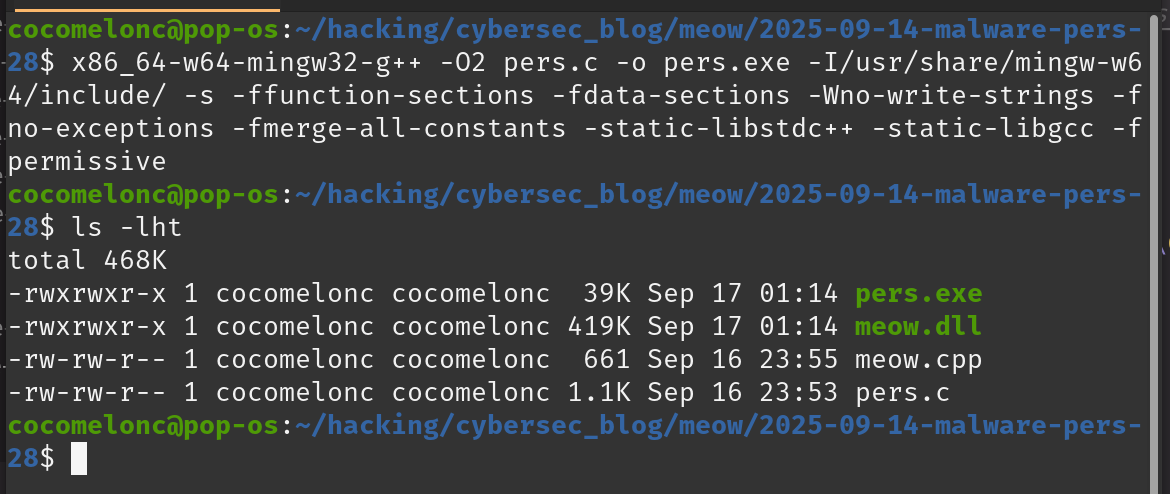 cocomelonc@pop-os:~/hacking/cybersec_blog/meow/2025-09-14-malware-pers-
28$ x86_64-w64-mingw32-g++ -O2 pers.c -o pers.exe -I/usr/share/mingw-w6
4/include/ -s -ffunction-sections -fdata-sections -Wno-write-strings -f
no-exceptions -fmerge-all-constants -static-libstdc++ -static-libgcc -f
permissive
cocomelonc@pop-os:~/hacking/cybersec_blog/meow/2025-09-14-malware-pers-
28$ ls -lht
total 468K
-rwxrwxr-x 1 cocomelonc cocomelonc  39K Sep 17 01:14 pers.exe
-rwxrwxr-x 1 cocomelonc cocomelonc 419K Sep 17 01:14 meow.dll
-rw-rw-r-- 1 cocomelonc cocomelonc  661 Sep 16 23:55 meow.cpp
-rw-rw-r-- 1 cocomelonc cocomelonc 1.1K Sep 16 23:53 pers.c
cocomelonc@pop-os:~/hacking/cybersec_blog/meow/2025-09-14-malware-pers-
28$